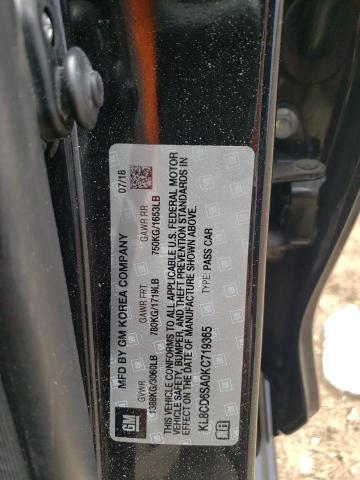 GM
MFD BY GM KOREA COMPANY
07/18
GVWR GAWR FRT GAWR RR
1388KG/3060LB 780KG/1719LB 750KG/1653LB
THIS VEHICLE CONFORMS TO ALL APPLICABLE U.S. FEDERAL MOTOR
VEHICLE SAFETY, BUMPER, AND THEFT PREVENTION STANDARDS IN
EFFECT ON THE DATE OF MANUFACTURE SHOWN ABOVE.
KL8CD6SA0KC719365
TYPE: PASS CAR